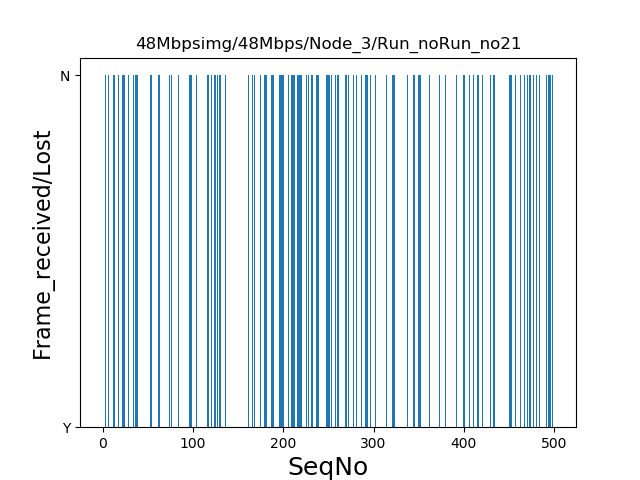 48Mbpsimg/48Mbps/Node_3/Run_noRun_no21
N
Frame_received/Lost
Y
0 100 200 300 400 500
SeqNo